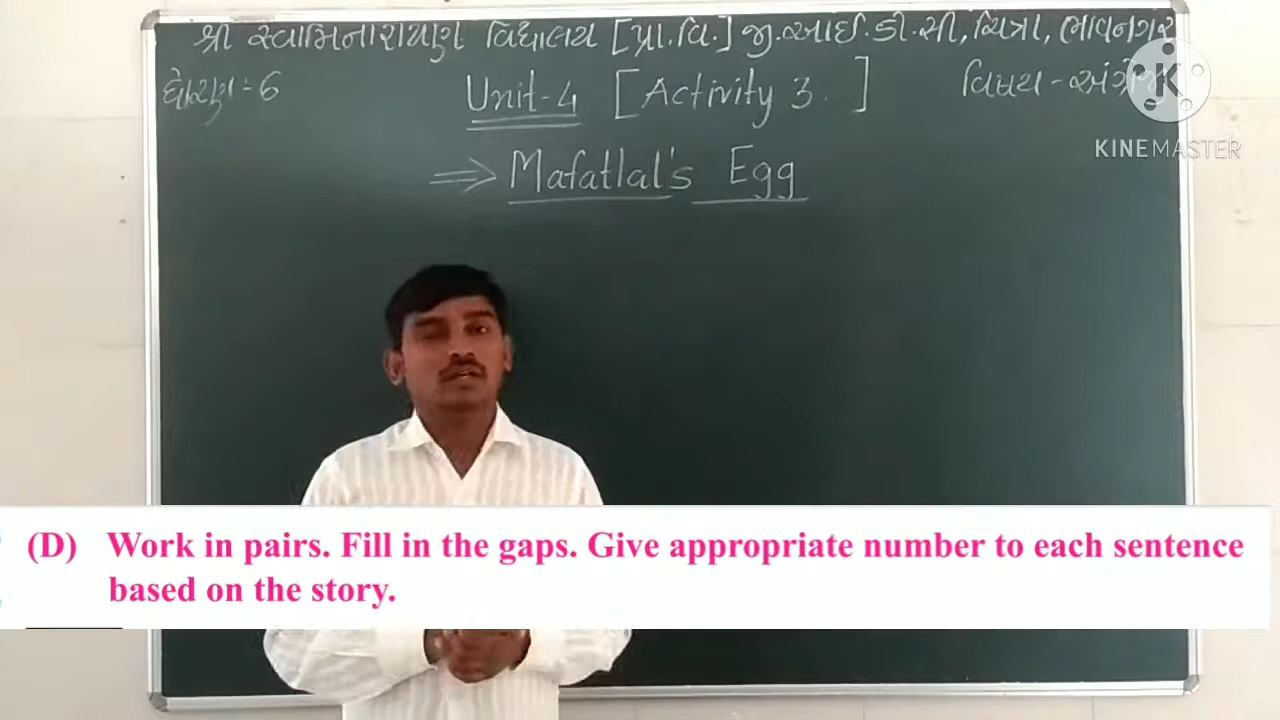 શ્રી સ્વામિનારાયણ વિદ્યાલય [પ્રા.વિ.] જી.આઈ.ડી.સી, ચિત્રા, ભાવનગર
ધોરણ:- 6 Unit-4 [Activity 3.] વિષય - અંગ્રેજી
⇒ Mafatlal's Egg
KINEMASTER
(D) Work in pairs. Fill in the gaps. Give appropriate number to each sentence
based on the story.